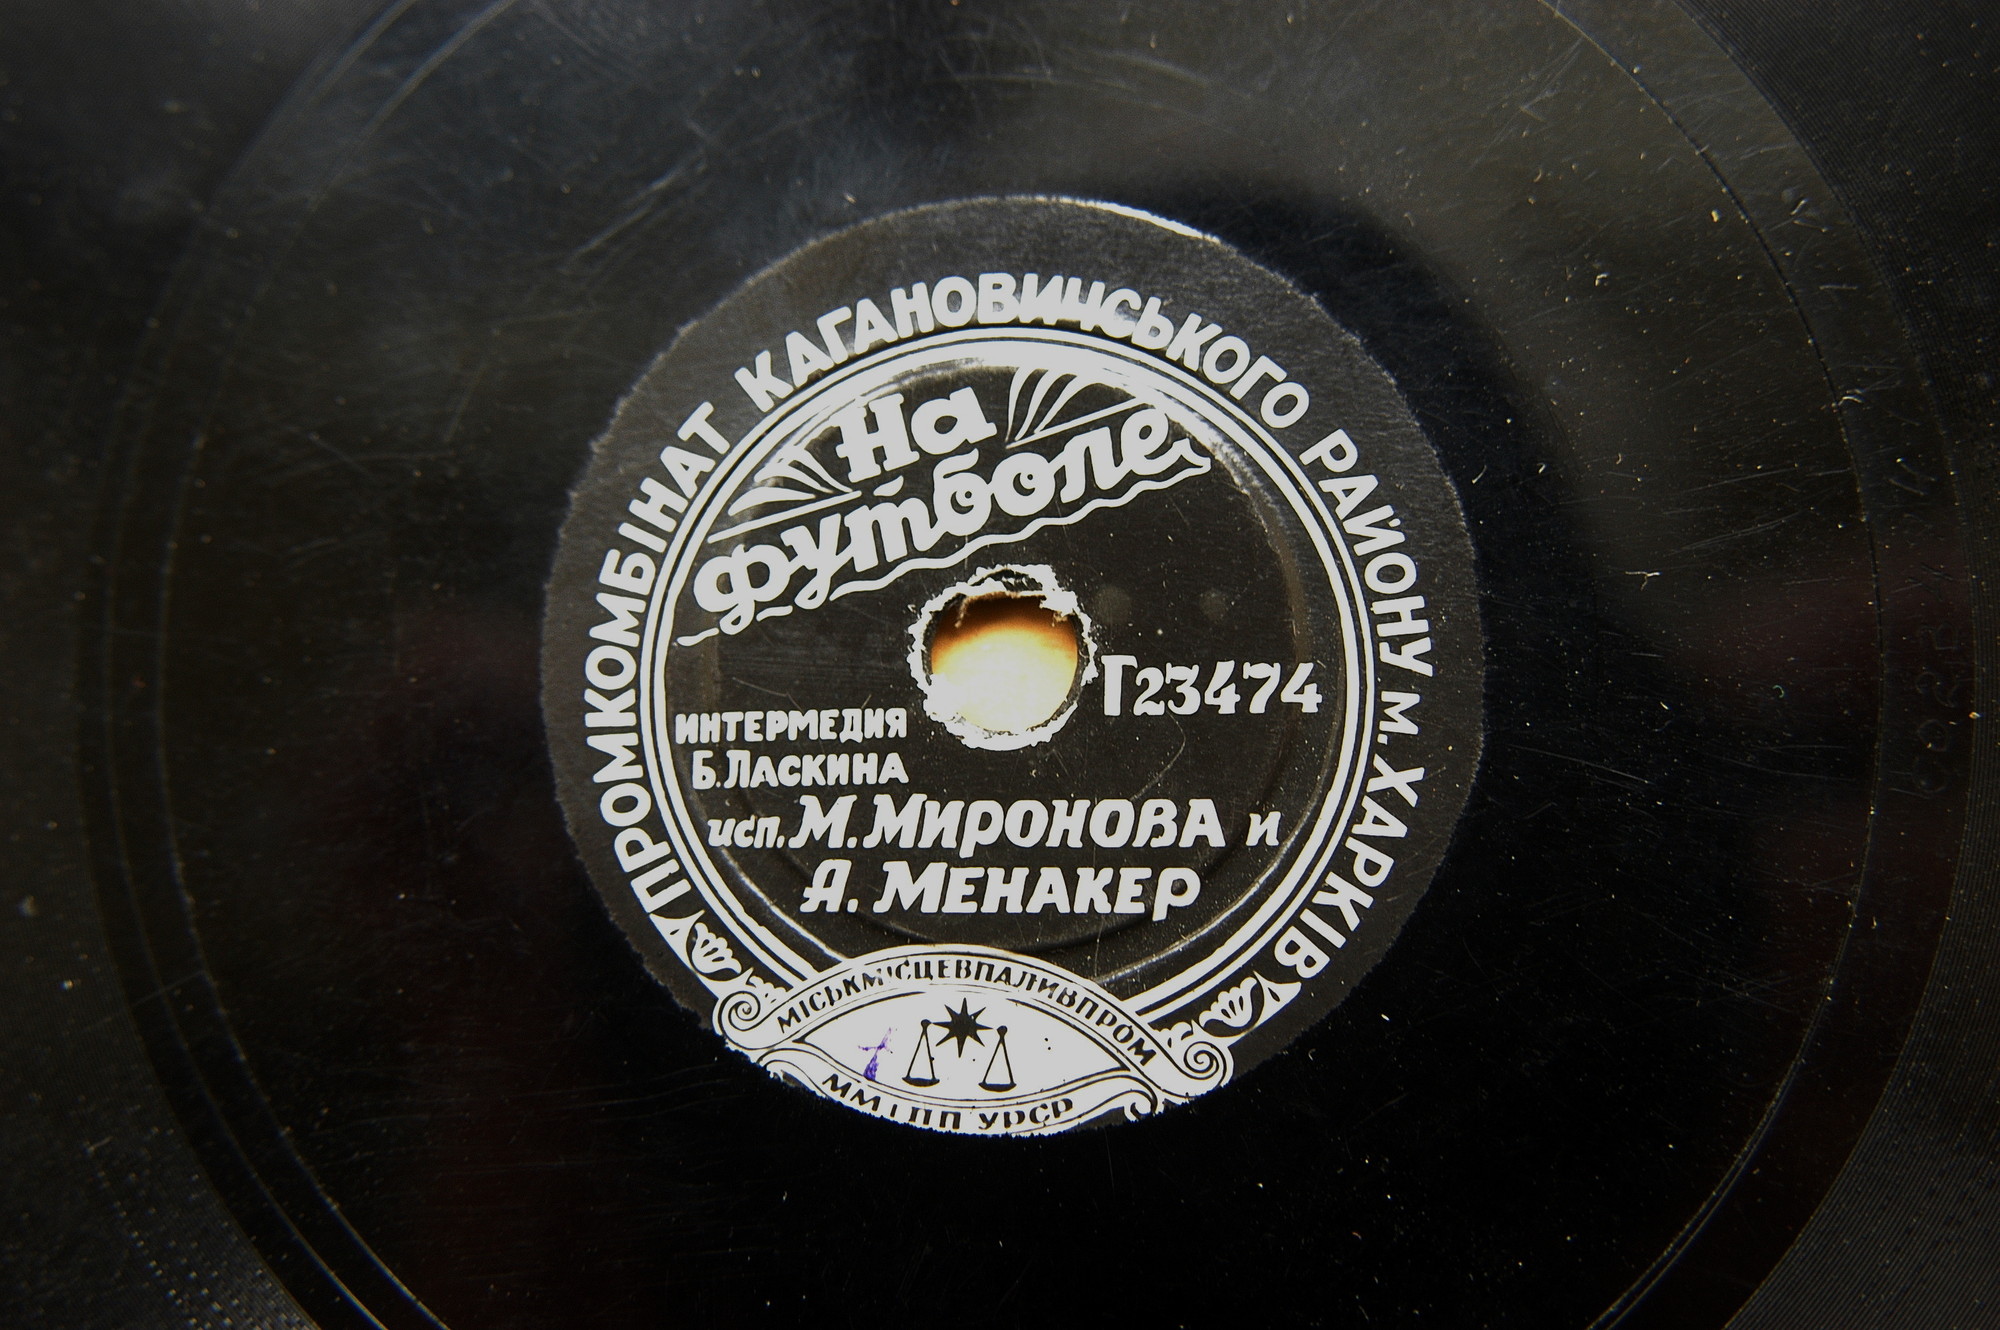 ПРОМКОМБІНАТ КАГАНОВИЧСЬКОГО РАЙОНУ М. ХАРКІВ
На
футболе
Г23474
ИНТЕРМЕДИЯ
Б. ЛАСКИНА
исп. М. МИРОНОВА и
А. МЕНАКЕР
МІСЬКМІСЦЕВПАЛИВПРОМ
ММ і ПП УРСР